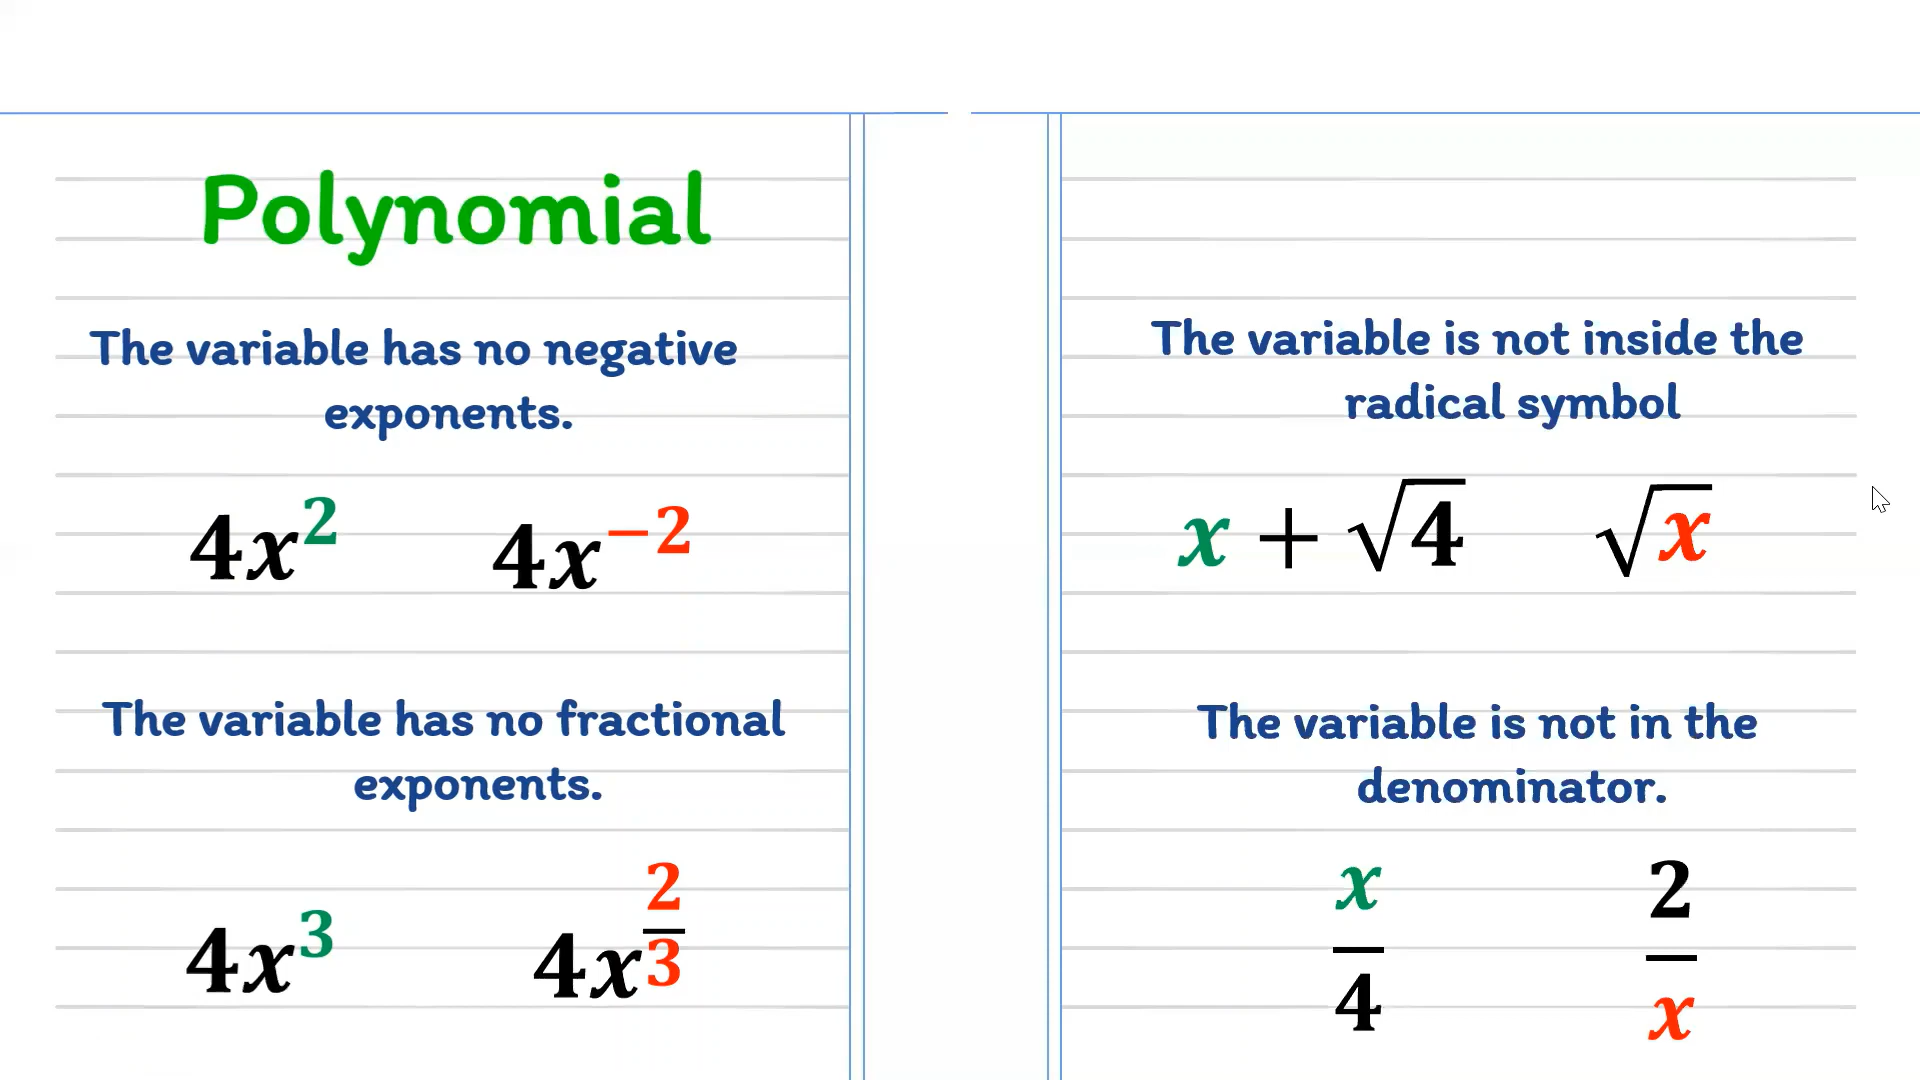 Polynomial
The variable has no negative
exponents.
4x² 4x⁻²
The variable has no fractional
exponents.
4x³ 4x^(2/3)
The variable is not inside the
radical symbol
x + √4 √x
The variable is not in the
denominator.
x/4 2/x